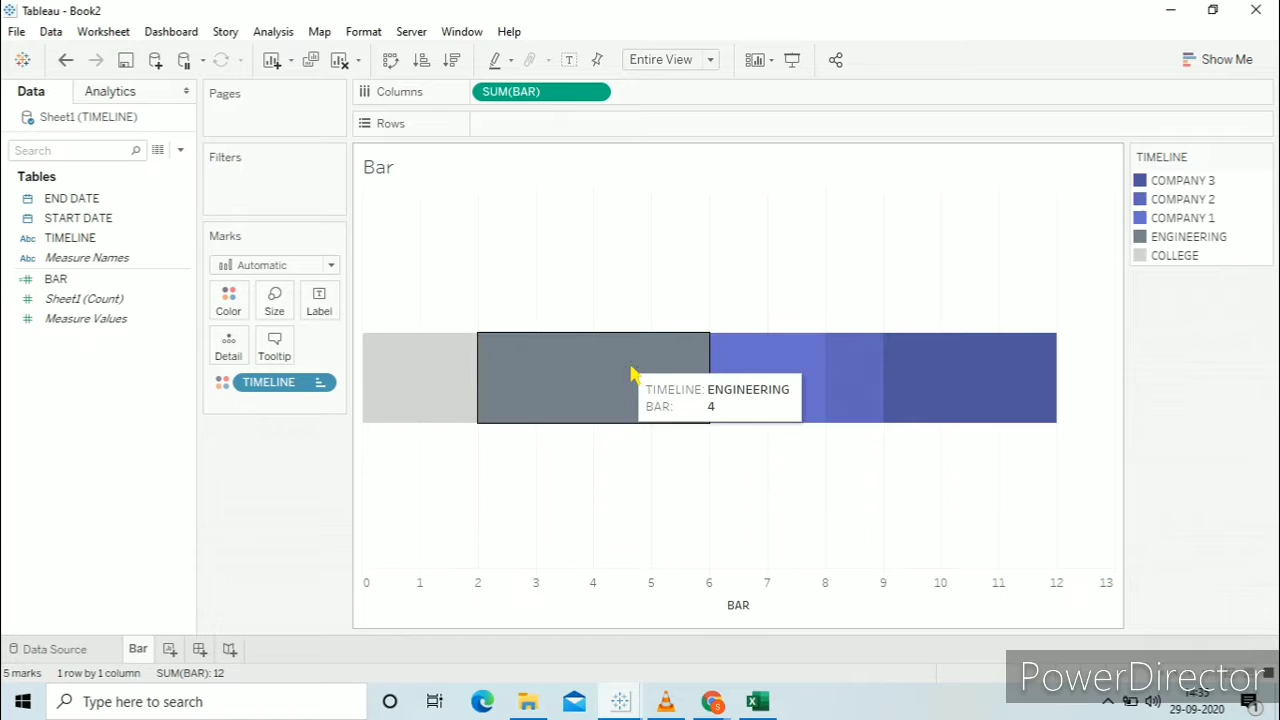 Tableau - Book2
File Data Worksheet Dashboard Story Analysis Map Format Server Window Help
Entire View
Show Me
Data Analytics
Pages
Columns SUM(BAR)
Sheet1 (TIMELINE)
Rows
Search
Filters
Bar
TIMELINE
Tables
COMPANY 3
END DATE
COMPANY 2
START DATE
COMPANY 1
TIMELINE
Marks
ENGINEERING
Measure Names
COLLEGE
Abc
Abc
Automatic
BAR
Sheet1 (Count)
Color Size Label
Measure Values
Detail Tooltip
TIMELINE
TIMELINE: ENGINEERING
BAR: 4
0 1 2 3 4 5 6 7 8 9 10 11 12 13
BAR
Data Source Bar
5 marks 1 row by 1 column SUM(BAR): 12
PowerDirector
Type here to search
29-09-2020
1